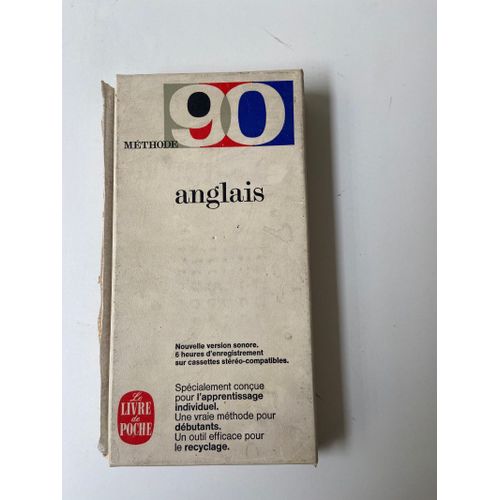 90
MÉTHODE
anglais
Nouvelle version sonore.
6 heures d'enregistrement
sur cassettes stéréo-compatibles.
Spécialement conçue
pour l'apprentissage
individuel.
Une vraie méthode pour
débutants.
Un outil efficace pour
le recyclage.
Le
LIVRE
de
POCHE